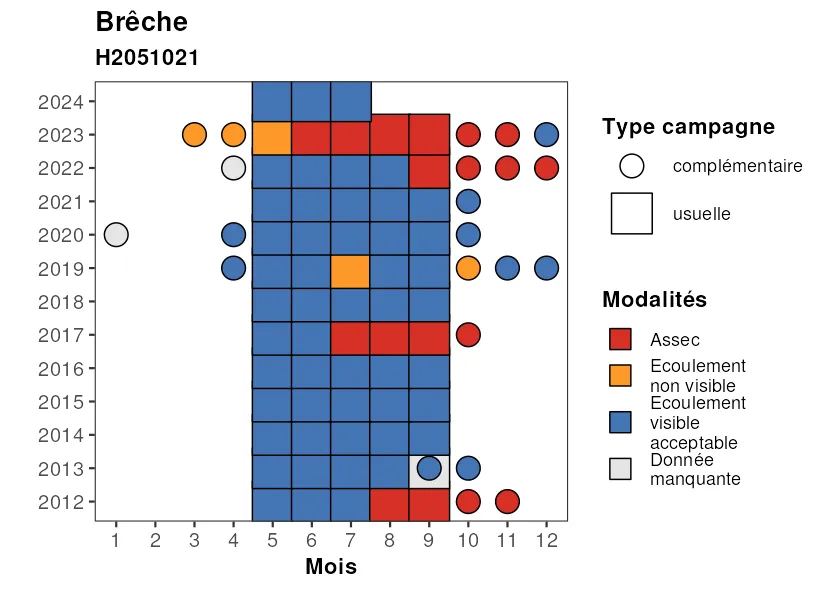 Brêche
H2051021
2024
2023
2022
2021
2020
2019
2018
2017
2016
2015
2014
2013
2012
1 2 3 4 5 6 7 8 9 10 11 12
Mois
Type campagne
complémentaire
usuelle
Modalités
Assec
Ecoulement
non visible
Ecoulement
visible
acceptable
Donnée
manquante